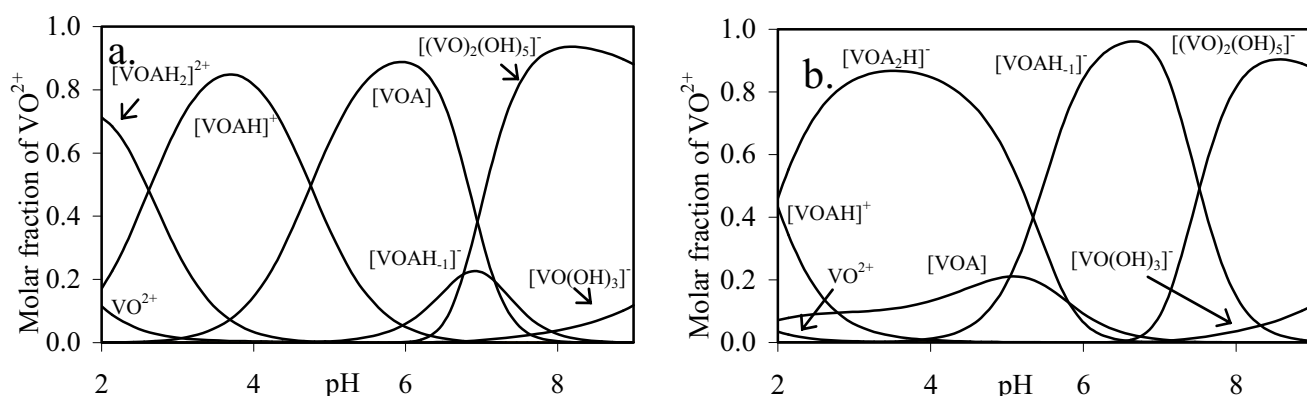 a.
Molar fraction of VO²⁺
1.0
0.8
0.6
0.4
0.2
0.0
[VOAH₂]²⁺
[VOAH]⁺
[VOA]
[(VO)₂(OH)₅]⁻
VO²⁺
[VOAH₋₁]⁻
[VO(OH)₃]⁻
2 4 pH 6 8
b.
Molar fraction of VO²⁺
1.0
0.8
0.6
0.4
0.2
0.0
[VOA₂H]⁻
[VOAH₋₁]⁻
[(VO)₂(OH)₅]⁻
[VOAH]⁺
VO²⁺
[VOA]
[VO(OH)₃]⁻
2 4 pH 6 8